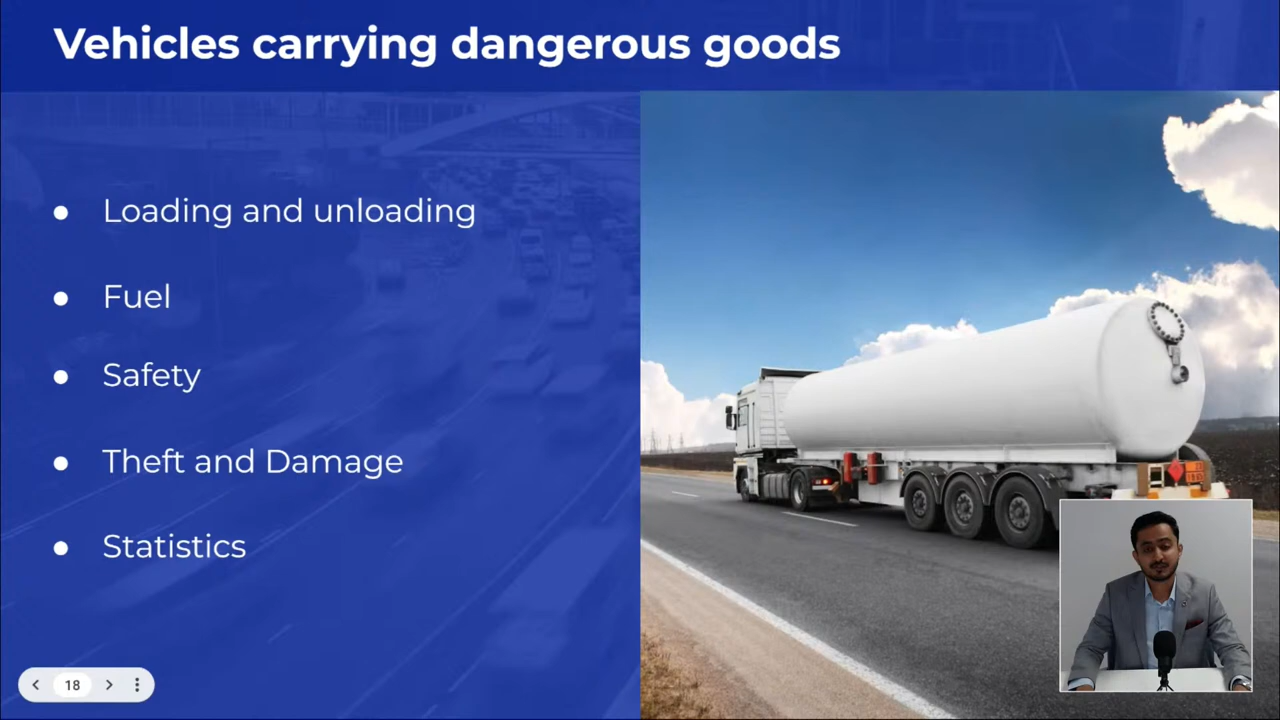 Vehicles carrying dangerous goods
● Loading and unloading
● Fuel
● Safety
● Theft and Damage
● Statistics
18